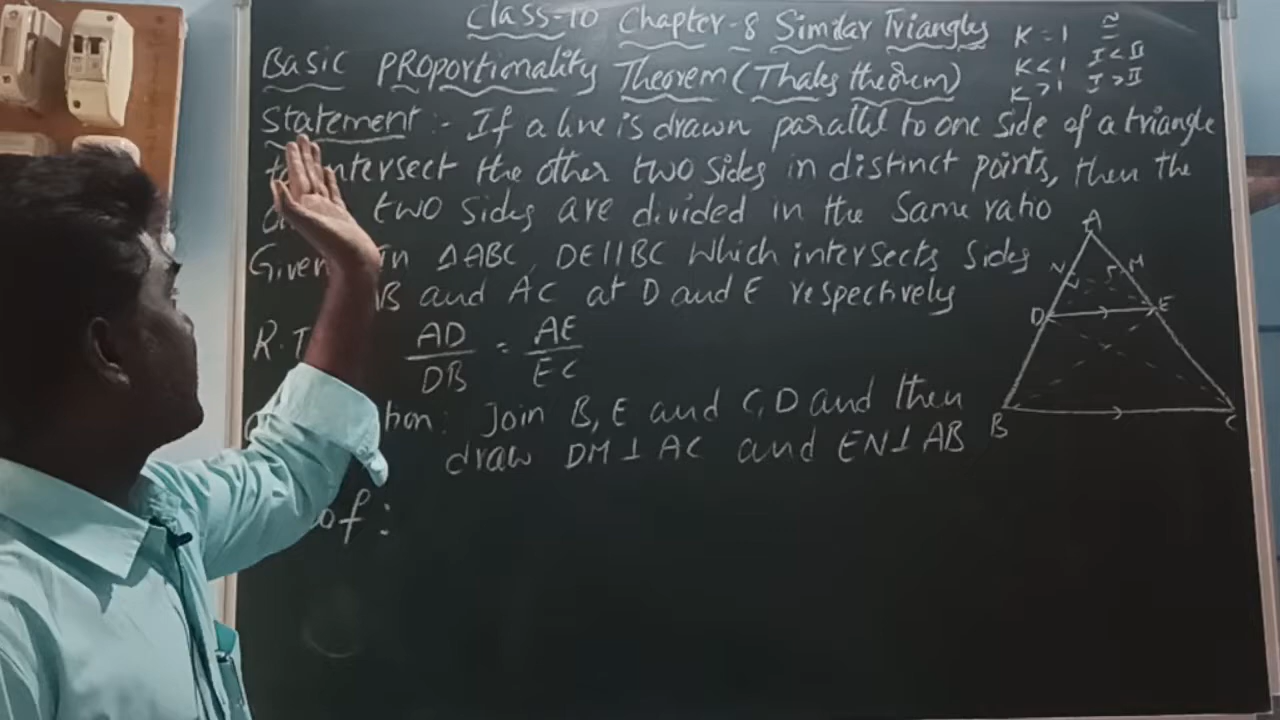 Class-10 Chapter-8 Similar Triangles
K = 1 ≅
K < 1 I < II
K > 1 I > II
Basic Proportionality Theorem (Thales theorem)
Statement :- If a line is drawn parallel to one side of a triangle
intersect the other two sides in distinct points, then the
two sides are divided in the same ratio
Given In ΔABC, DE||BC which intersects sides
and AC at D and E respectively
R.T AD/DB = AE/EC
Join B,E and C,D and then
draw DM⊥AC and EN⊥AB
A
N M
D E
B C